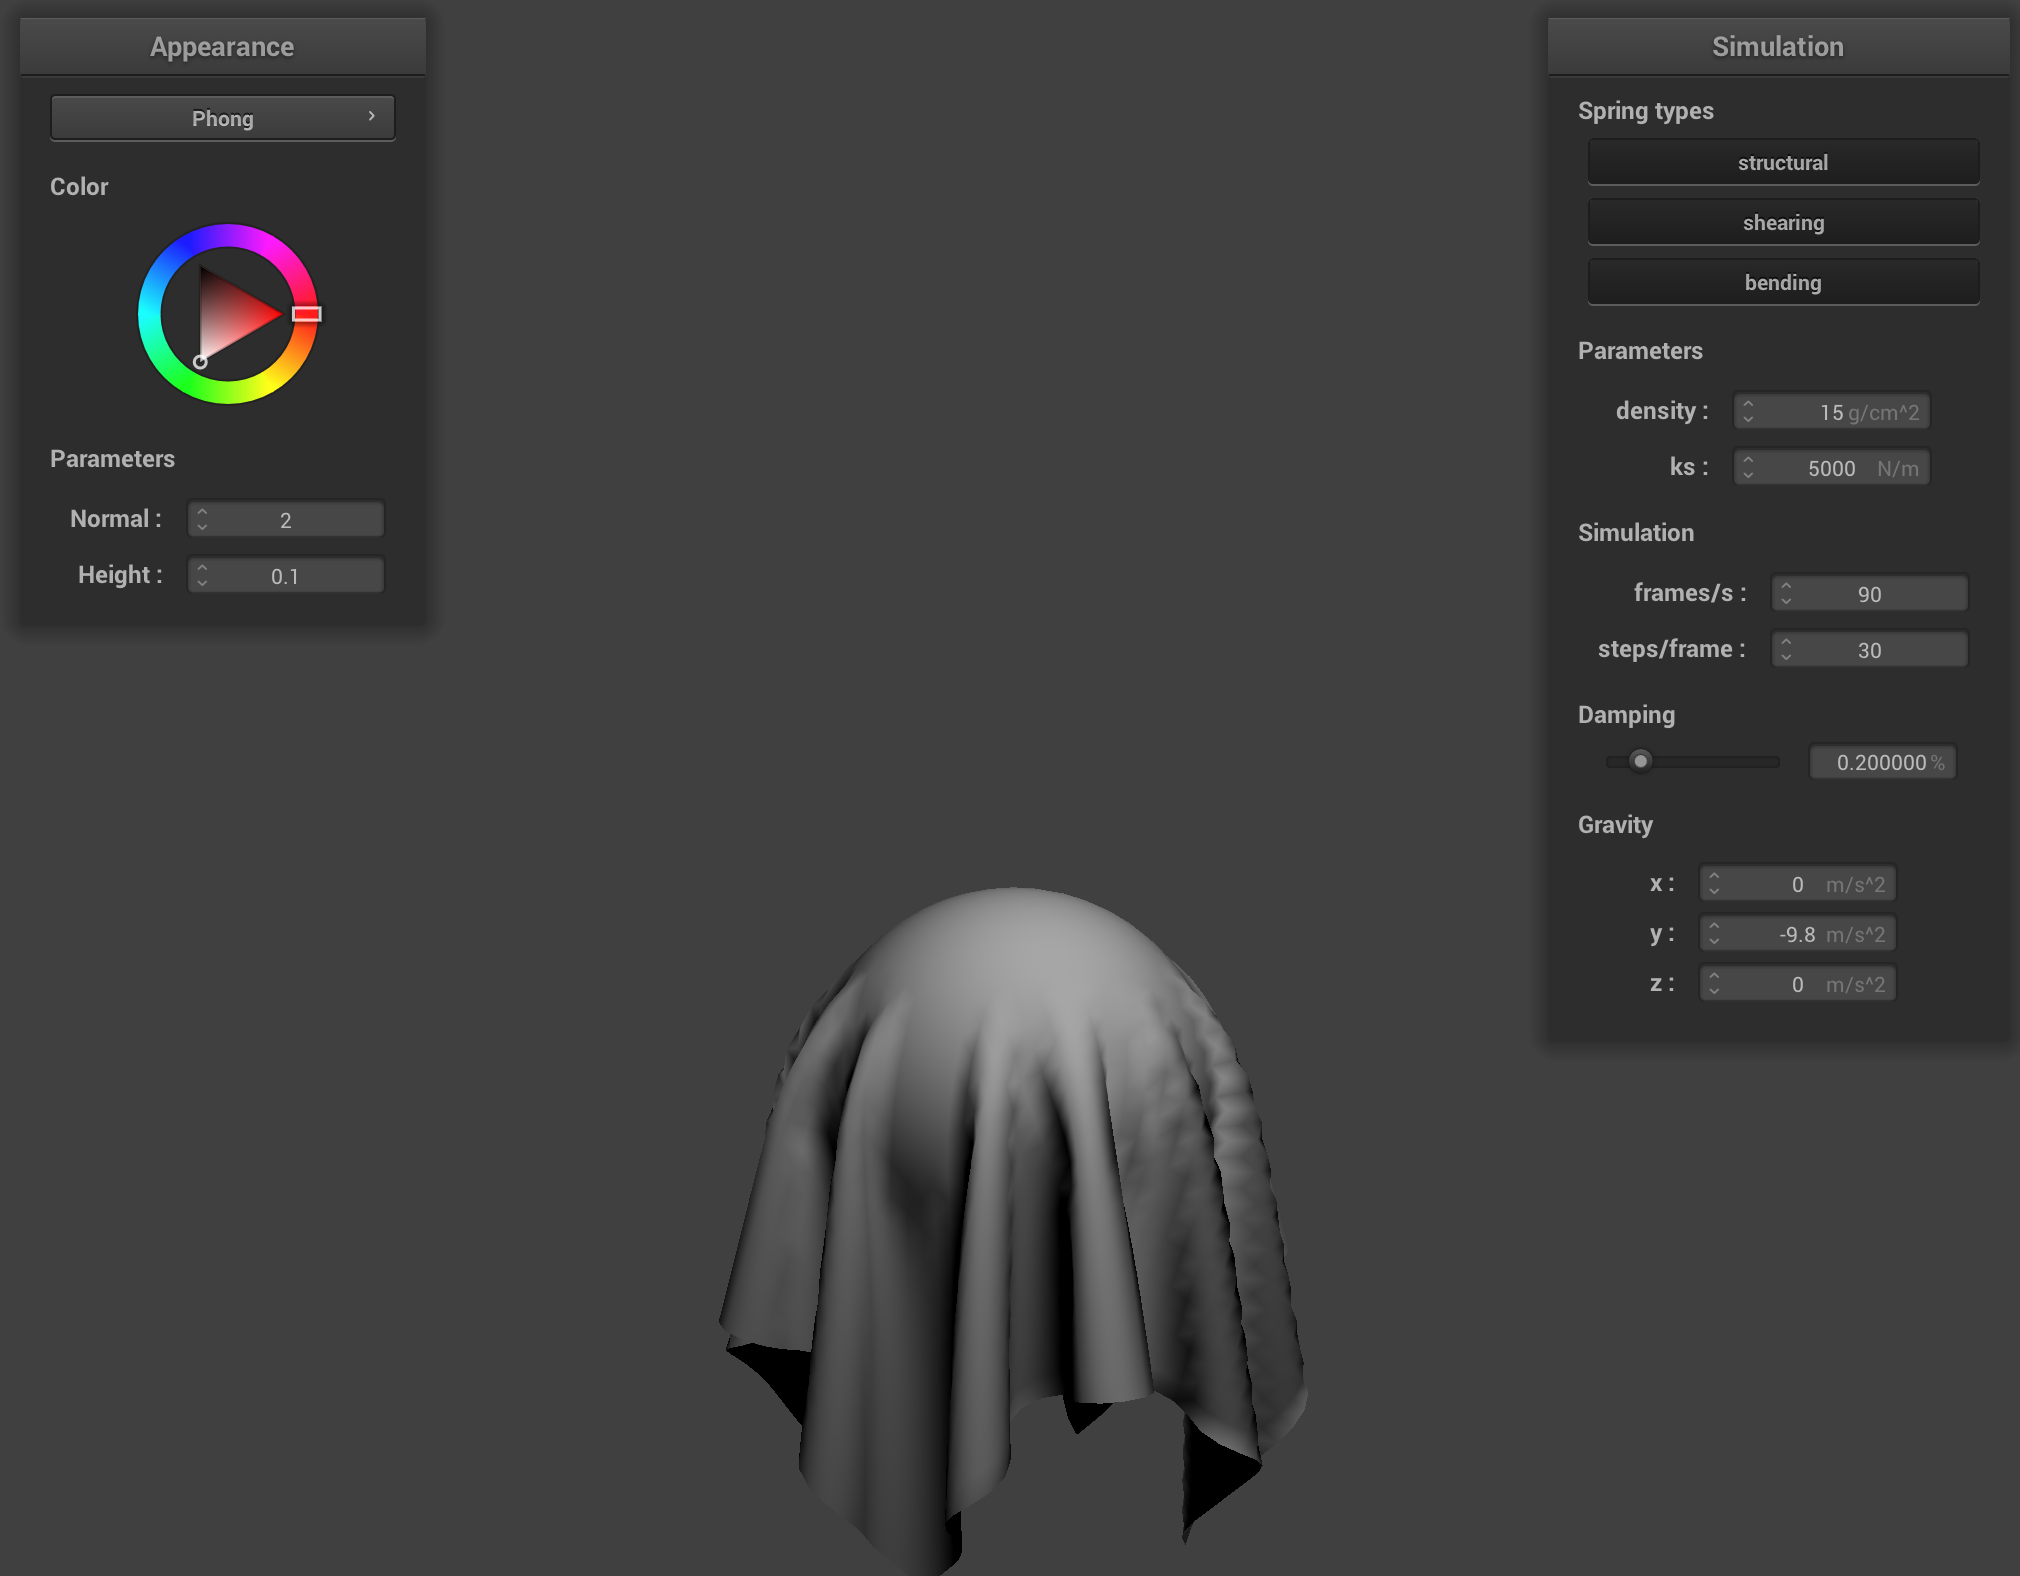 Appearance
Phong
Color
Parameters
Normal : 2
Height : 0.1
Simulation
Spring types
structural
shearing
bending
Parameters
density : 15 g/cm^2
ks : 5000 N/m
Simulation
frames/s : 90
steps/frame : 30
Damping
0.200000 %
Gravity
x : 0 m/s^2
y : -9.8 m/s^2
z : 0 m/s^2